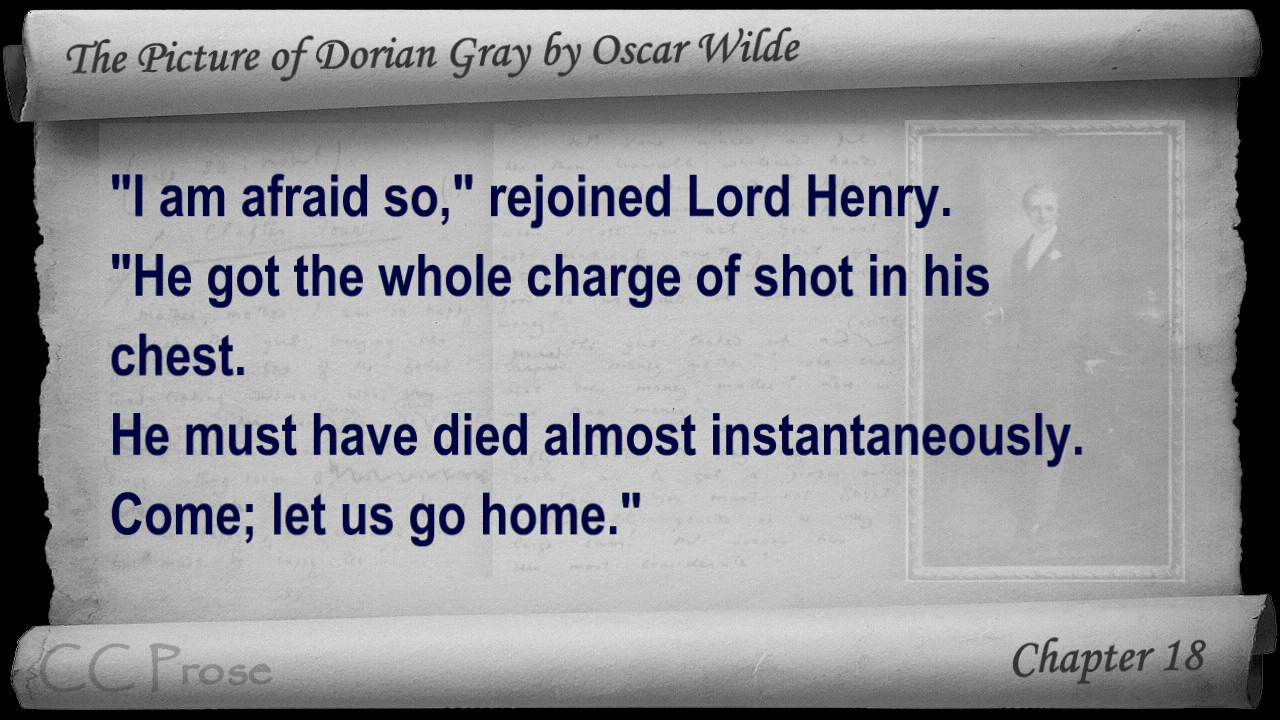 The Picture of Dorian Gray by Oscar Wilde
"I am afraid so," rejoined Lord Henry.
"He got the whole charge of shot in his
chest.
He must have died almost instantaneously.
Come; let us go home."
CC Prose
Chapter 18